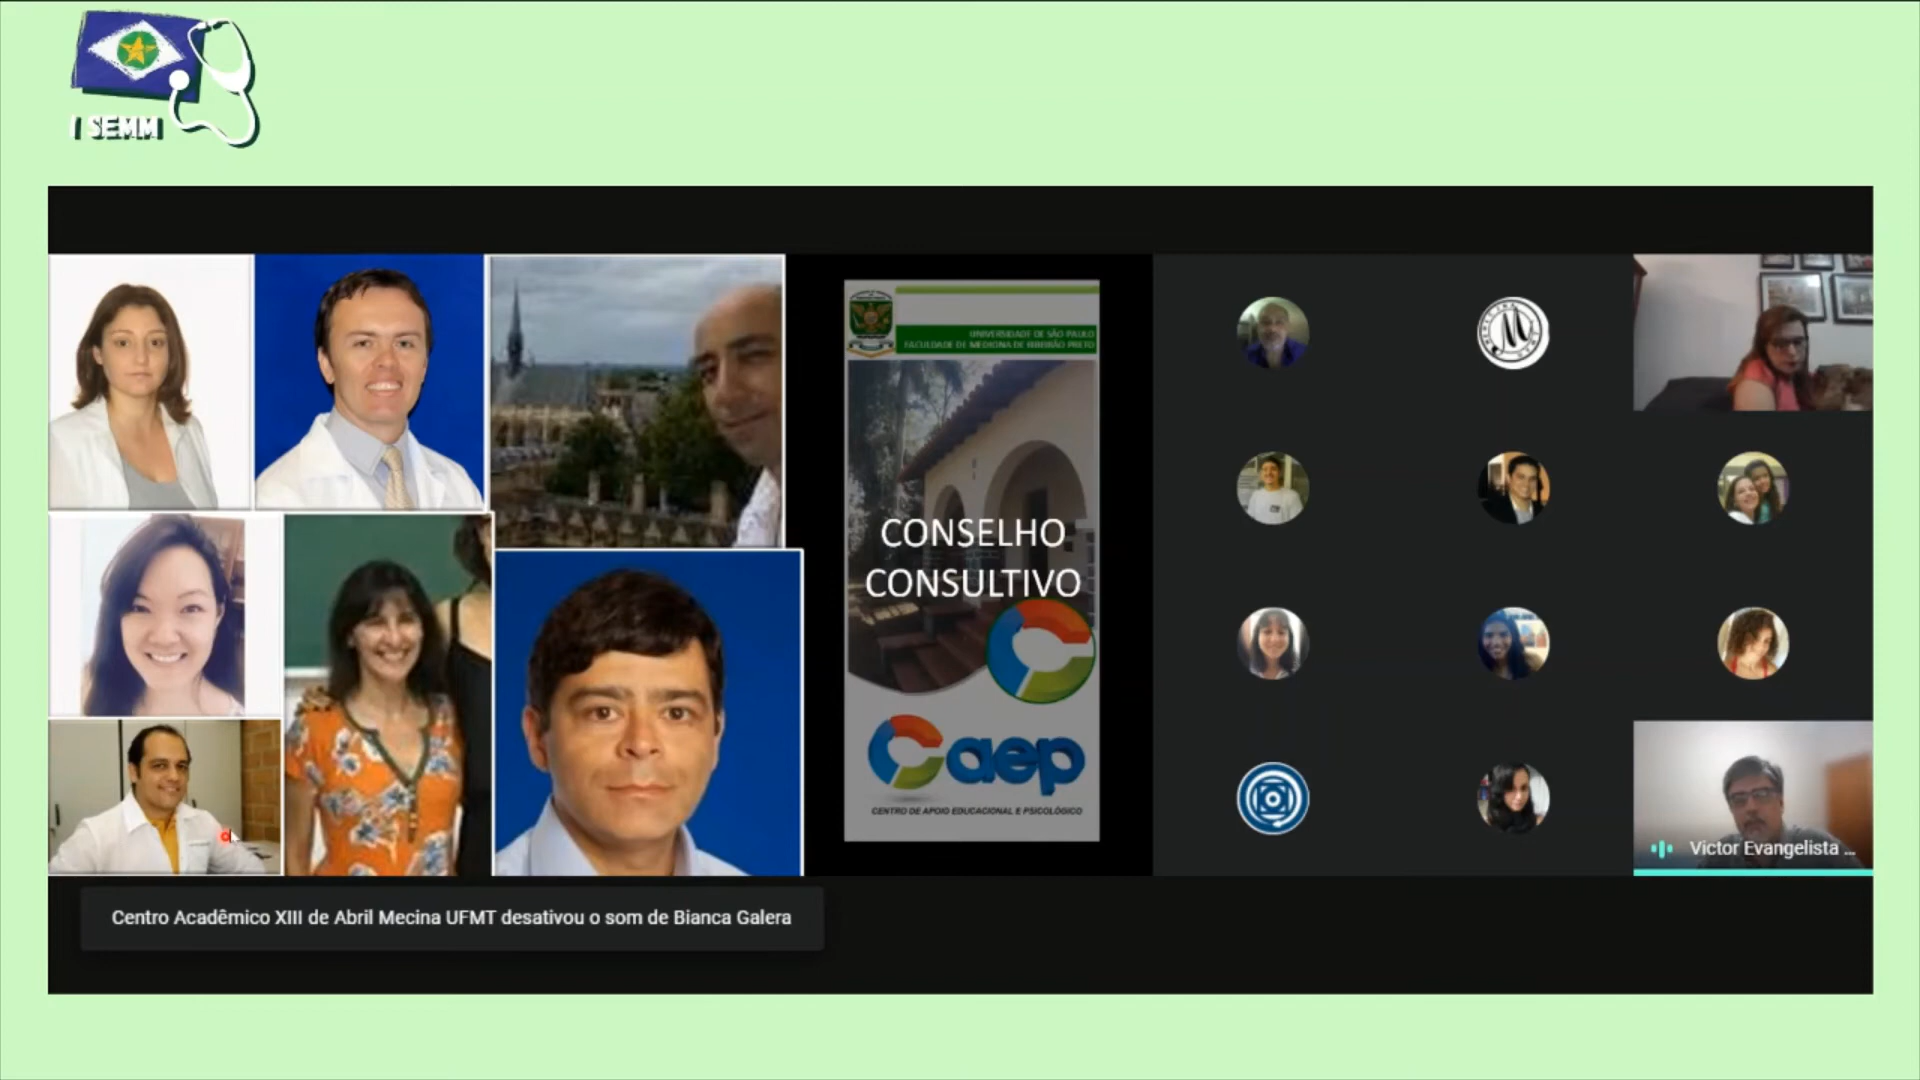 I SEMM
UNIVERSIDADE DE SÃO PAULO
FACULDADE DE MEDICINA DE RIBEIRÃO PRETO
CONSELHO
CONSULTIVO
Caep
CENTRO DE APOIO EDUCACIONAL E PSICOLÓGICO
M
Victor Evangelista ...
Centro Acadêmico XIII de Abril Mecina UFMT desativou o som de Bianca Galera